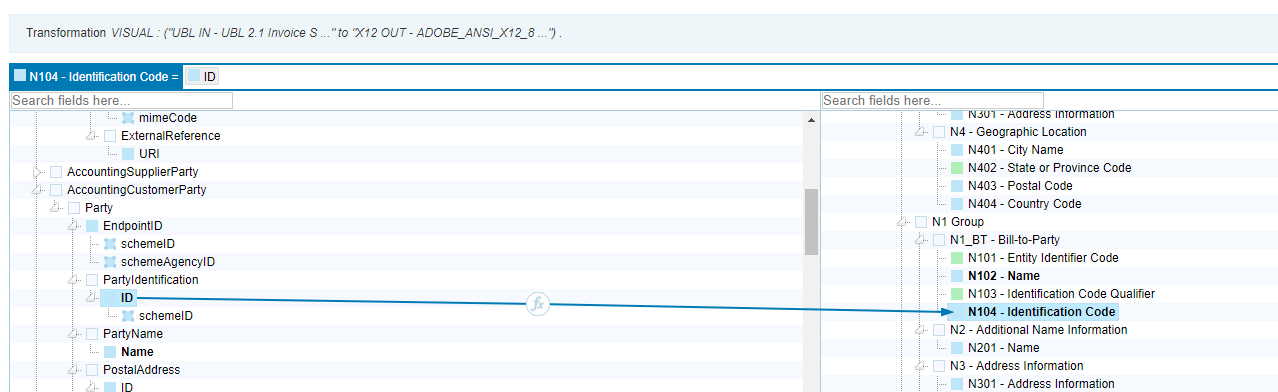 Transformation VISUAL : ("UBL IN - UBL 2.1 Invoice S ..." to "X12 OUT - ADOBE_ANSI_X12_8 ...") .
N104 - Identification Code = ID
Search fields here...
mimeCode
ExternalReference
URI
AccountingSupplierParty
AccountingCustomerParty
Party
EndpointID
schemeID
schemeAgencyID
PartyIdentification
ID
schemeID
PartyName
Name
PostalAddress
ID
fx
Search fields here...
N301 - Address Information
N4 - Geographic Location
N401 - City Name
N402 - State or Province Code
N403 - Postal Code
N404 - Country Code
N1 Group
N1_BT - Bill-to-Party
N101 - Entity Identifier Code
N102 - Name
N103 - Identification Code Qualifier
N104 - Identification Code
N2 - Additional Name Information
N201 - Name
N3 - Address Information
N301 - Address Information